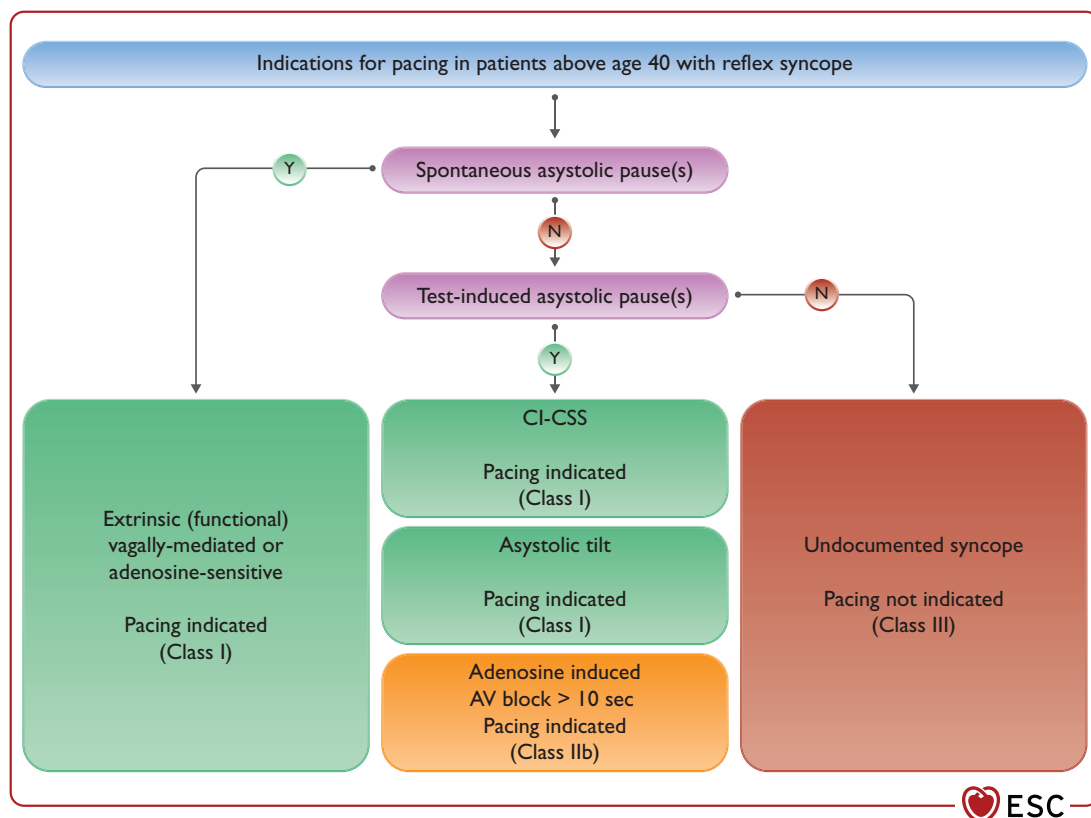 Indications for pacing in patients above age 40 with reflex syncope
Y
Spontaneous asystolic pause(s)
N
Test-induced asystolic pause(s)
N
Y
Extrinsic (functional)
vagally-mediated or
adenosine-sensitive
Pacing indicated
(Class I)
CI-CSS
Pacing indicated
(Class I)
Asystolic tilt
Pacing indicated
(Class I)
Adenosine induced
AV block > 10 sec
Pacing indicated
(Class IIb)
Undocumented syncope
Pacing not indicated
(Class III)
ESC